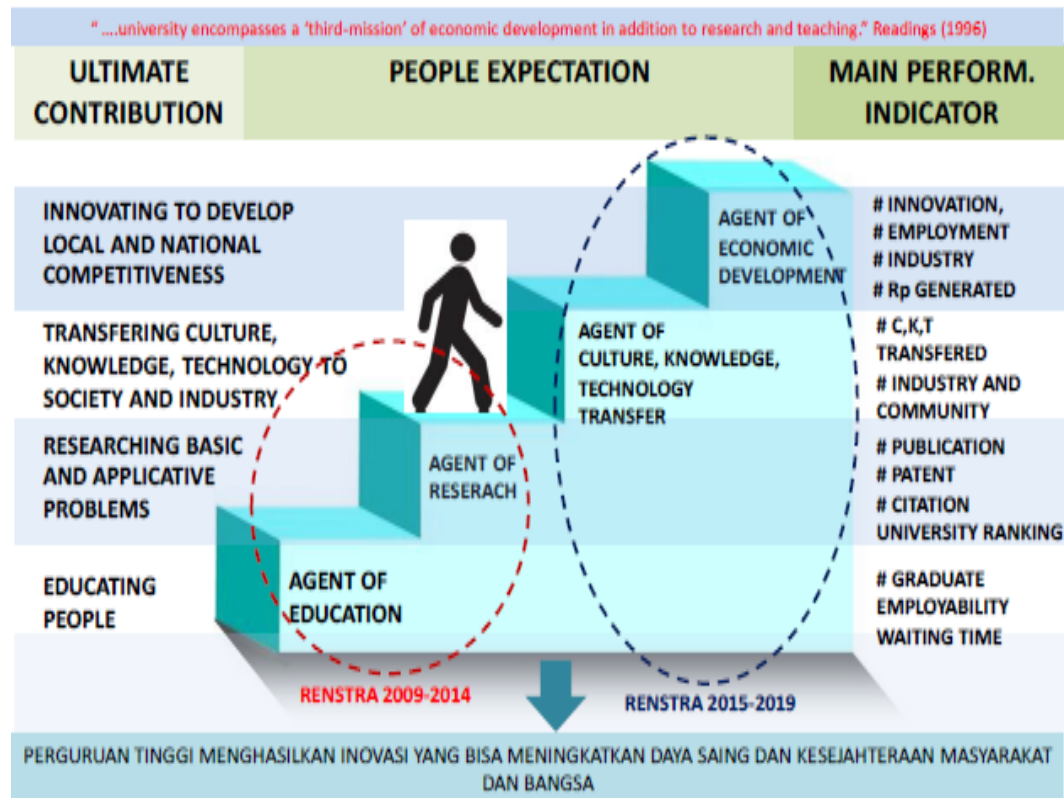 “ ....university encompasses a ‘third-mission’ of economic development in addition to research and teaching.” Readings (1996)
ULTIMATE
CONTRIBUTION
PEOPLE EXPECTATION
MAIN PERFORM.
INDICATOR
INNOVATING TO DEVELOP
LOCAL AND NATIONAL
COMPETITIVENESS
AGENT OF
ECONOMIC
DEVELOPMENT
# INNOVATION,
# EMPLOYMENT
# INDUSTRY
# Rp GENERATED
TRANSFERING CULTURE,
KNOWLEDGE, TECHNOLOGY TO
SOCIETY AND INDUSTRY
AGENT OF
CULTURE, KNOWLEDGE,
TECHNOLOGY
TRANSFER
# C,K,T
TRANSFERED
# INDUSTRY AND
COMMUNITY
RESEARCHING BASIC
AND APPLICATIVE
PROBLEMS
AGENT OF
RESERACH
# PUBLICATION
# PATENT
# CITATION
UNIVERSITY RANKING
EDUCATING
PEOPLE
AGENT OF
EDUCATION
# GRADUATE
EMPLOYABILITY
WAITING TIME
RENSTRA 2009-2014
RENSTRA 2015-2019
PERGURUAN TINGGI MENGHASILKAN INOVASI YANG BISA MENINGKATKAN DAYA SAING DAN KESEJAHTERAAN MASYARAKAT
DAN BANGSA